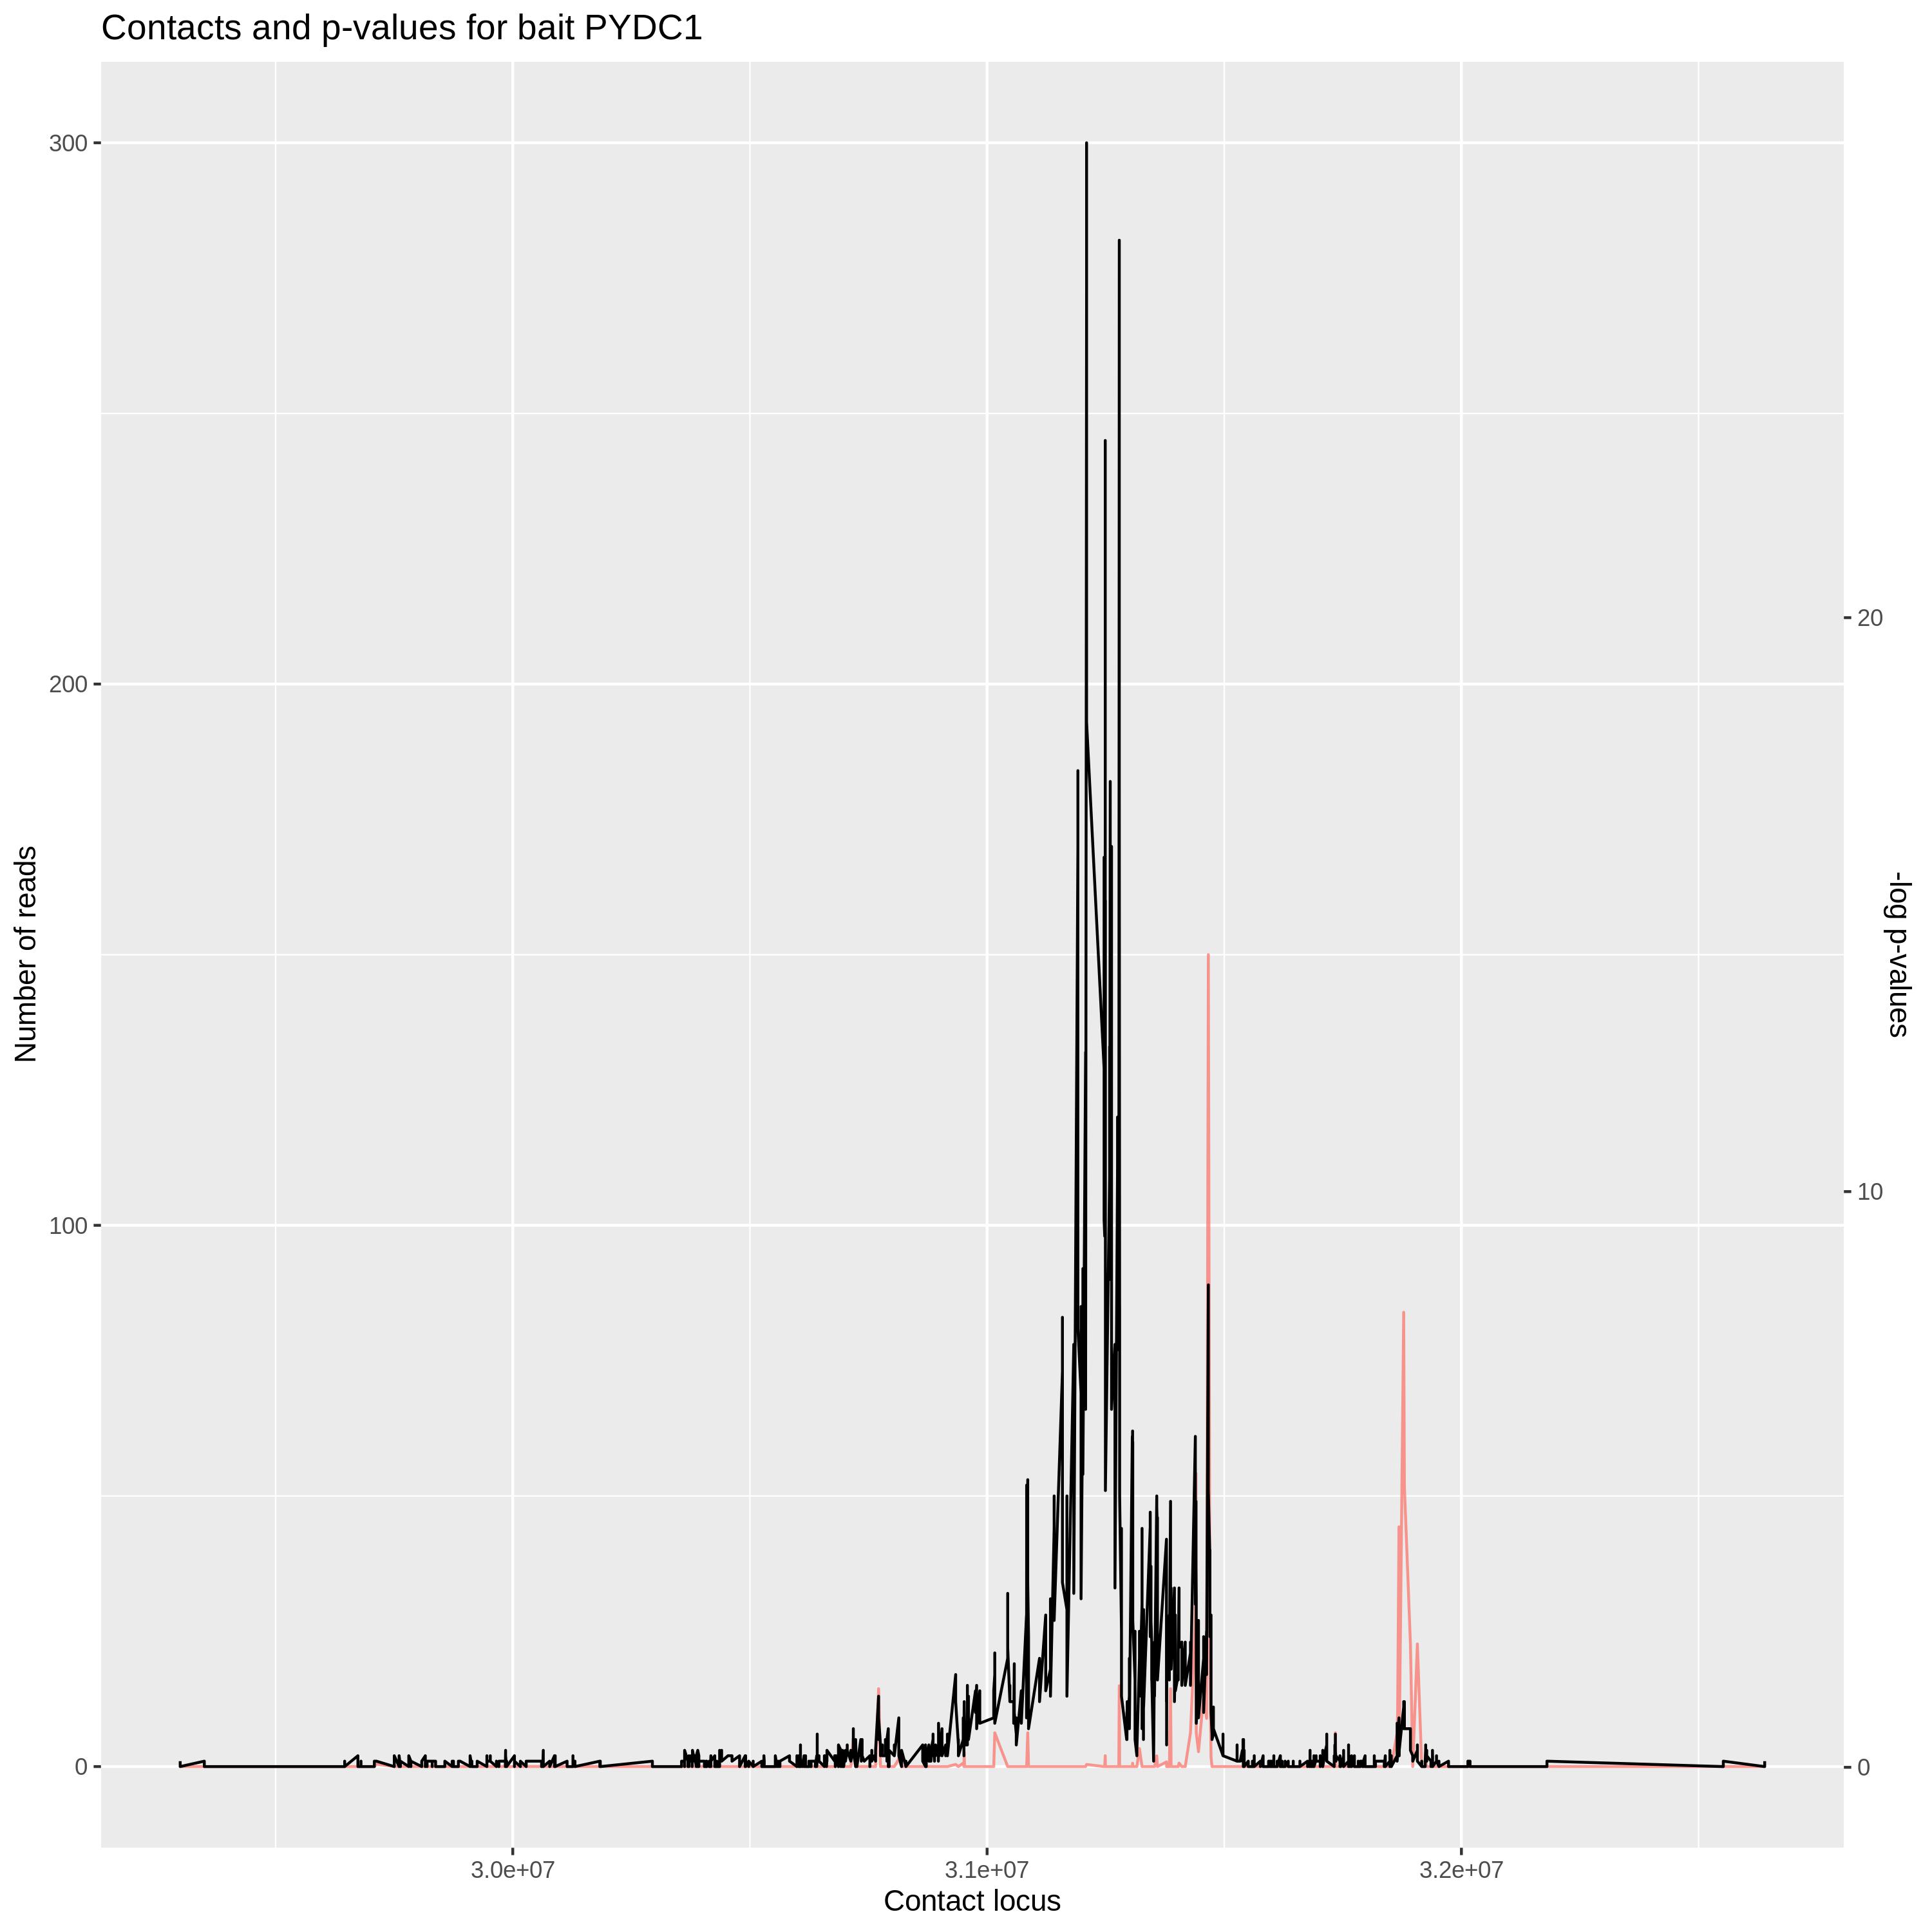 Contacts and p-values for bait PYDC1
300
200
100
0
Number of reads
20
10
0
-log p-values
3.0e+07
3.1e+07
3.2e+07
Contact locus